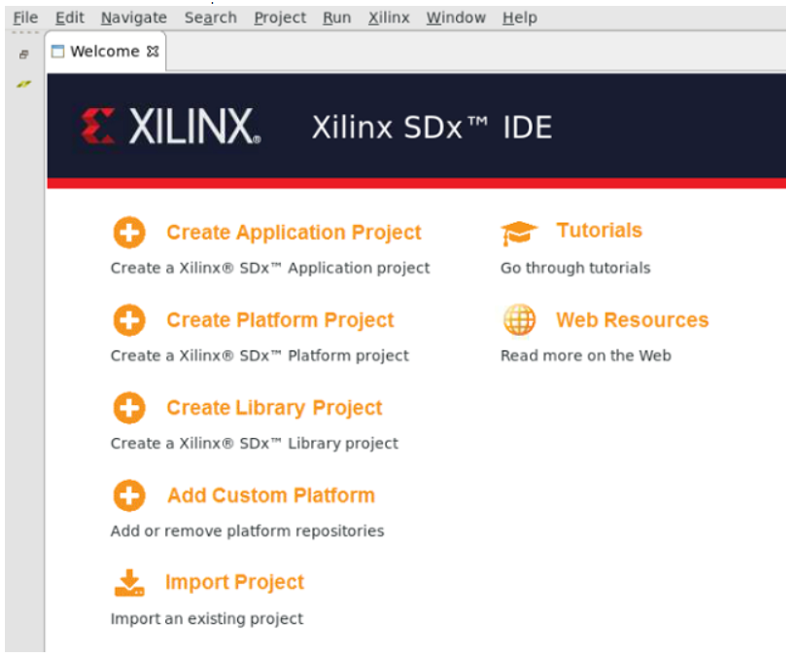 File Edit Navigate Search Project Run Xilinx Window Help
Welcome
XILINX® Xilinx SDx™ IDE
Create Application Project
Create a Xilinx® SDx™ Application project
Create Platform Project
Create a Xilinx® SDx™ Platform project
Create Library Project
Create a Xilinx® SDx™ Library project
Add Custom Platform
Add or remove platform repositories
Import Project
Import an existing project
Tutorials
Go through tutorials
Web Resources
Read more on the Web